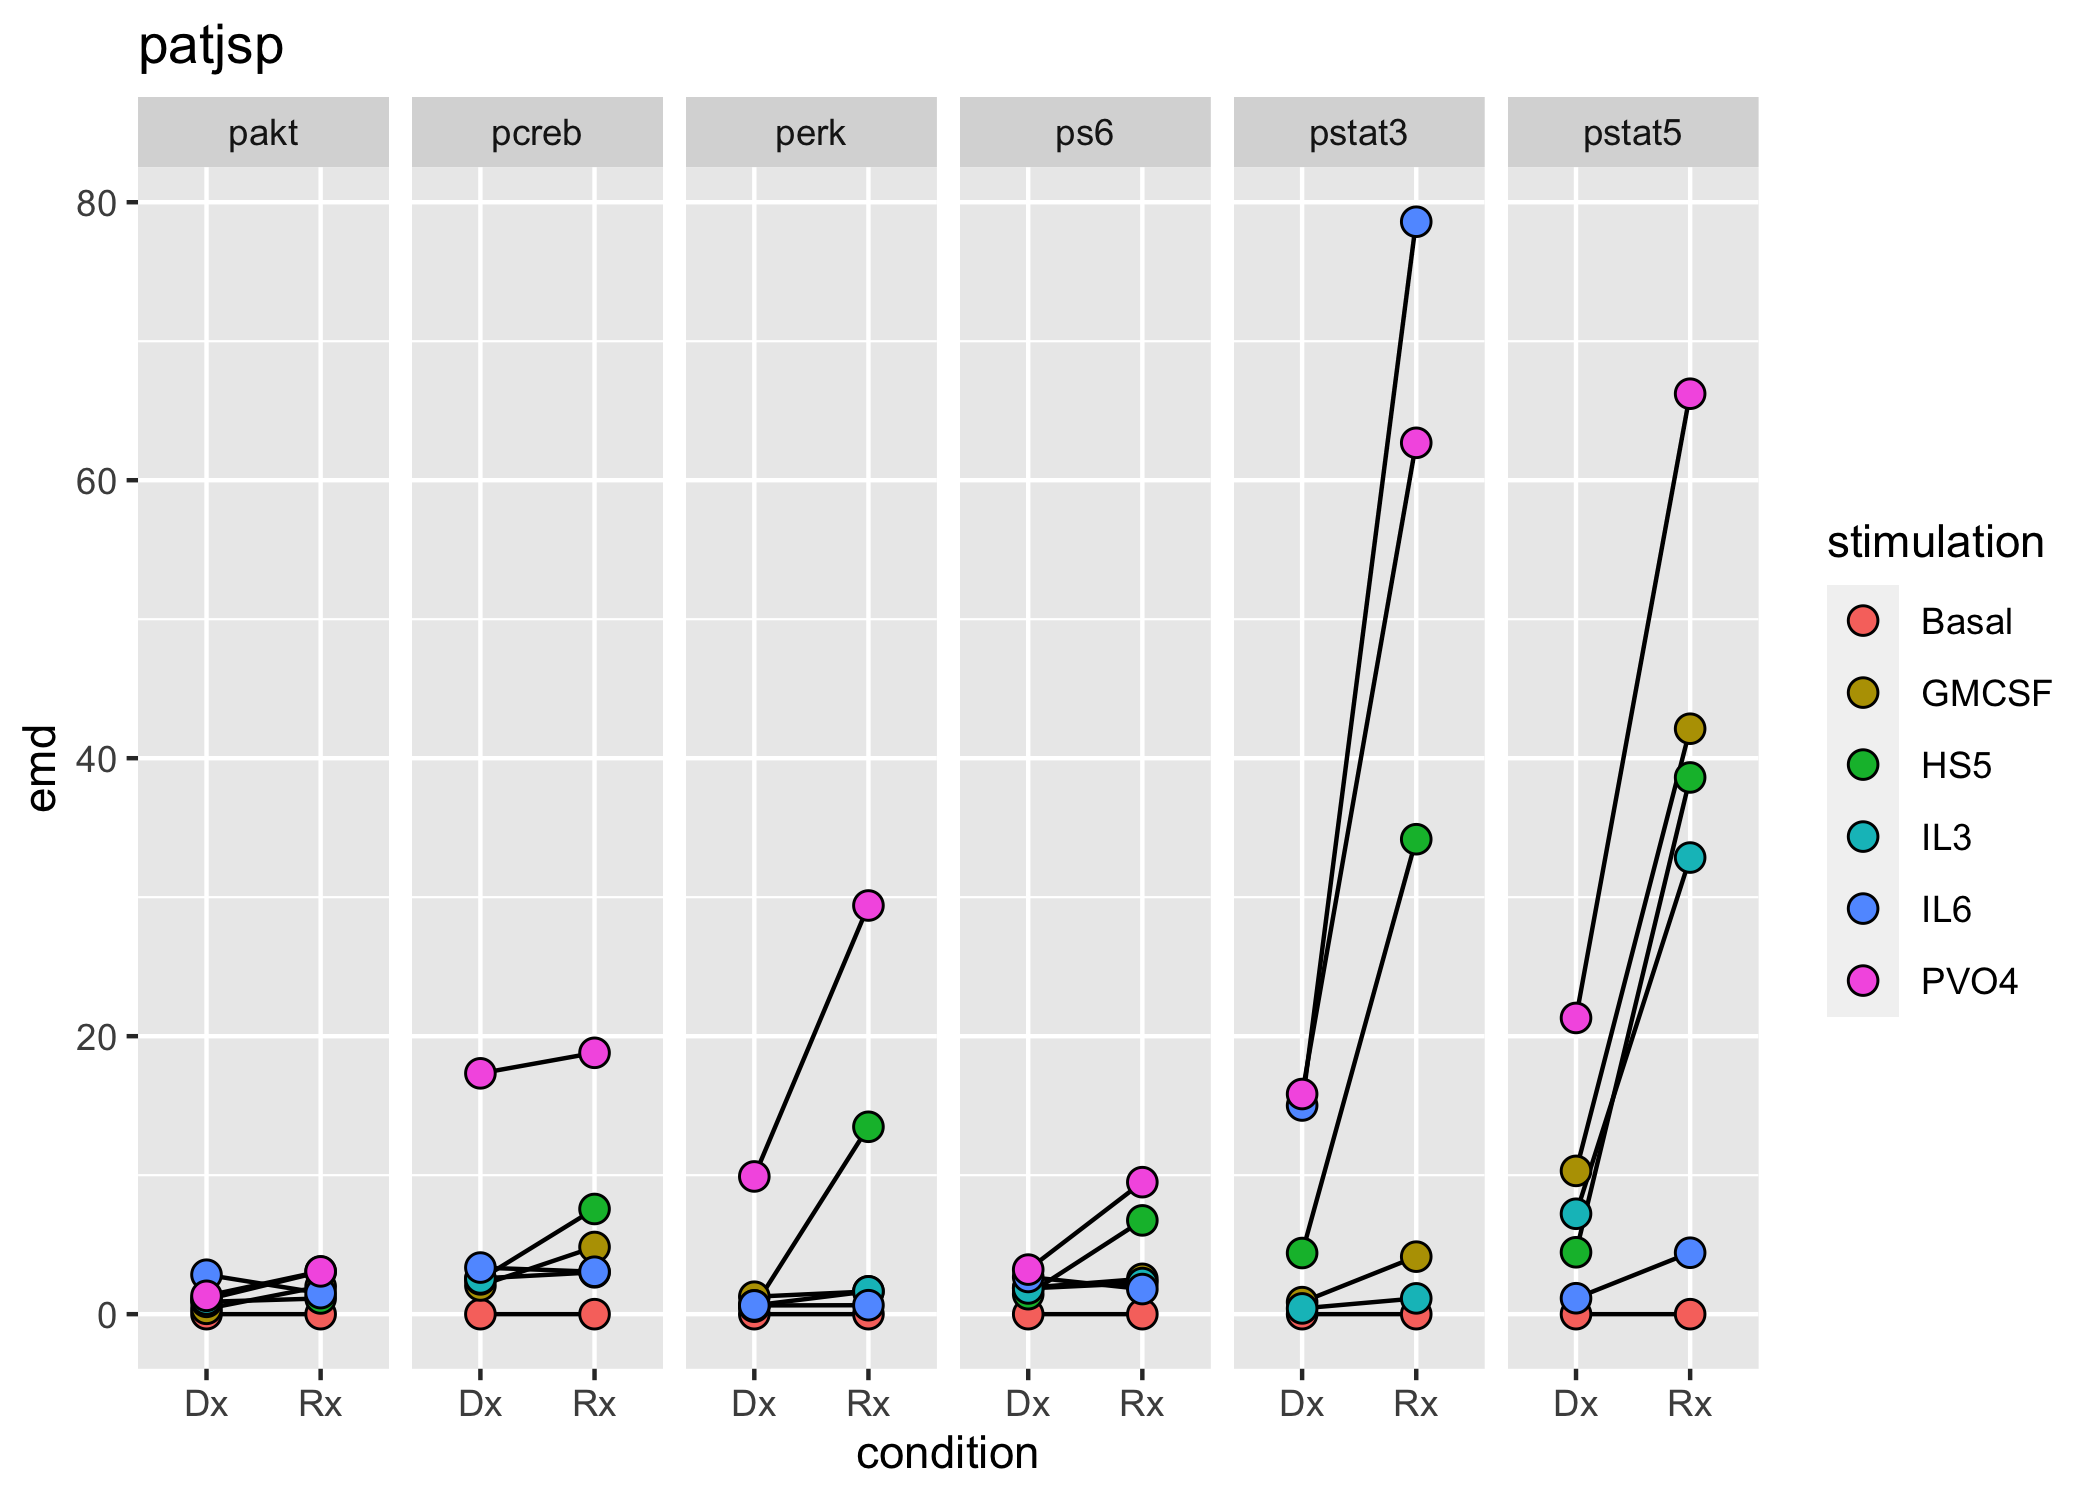 patjsp
pakt pcreb perk ps6 pstat3 pstat5
80
60
40
20
0
emd
Dx Rx Dx Rx Dx Rx Dx Rx Dx Rx Dx Rx
condition
stimulation
Basal
GMCSF
HS5
IL3
IL6
PVO4